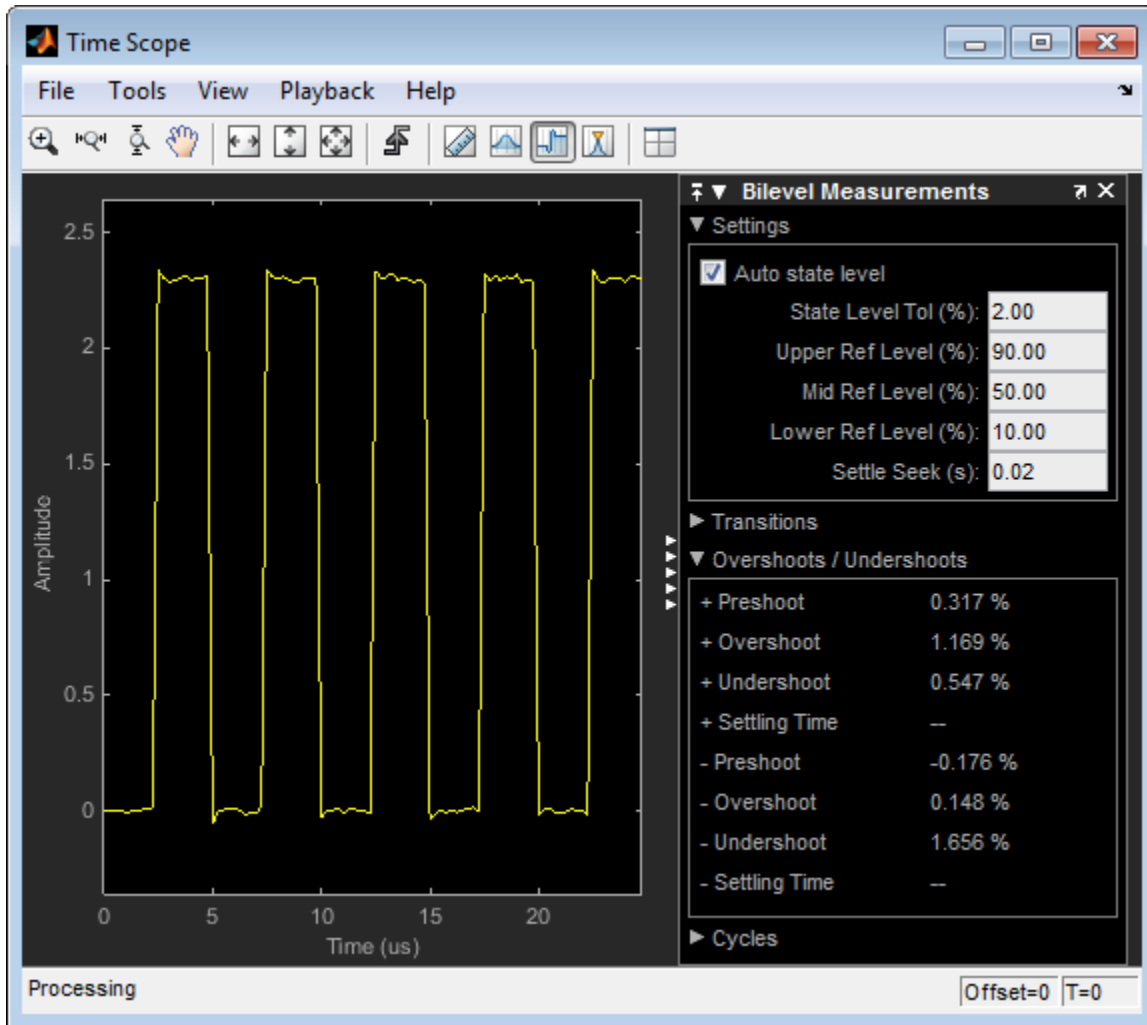 Time Scope
File Tools View Playback Help
2.5
2
1.5
1
0.5
0
Amplitude
0 5 10 15 20
Time (us)
Bilevel Measurements
Settings
Auto state level
State Level Tol (%): 2.00
Upper Ref Level (%): 90.00
Mid Ref Level (%): 50.00
Lower Ref Level (%): 10.00
Settle Seek (s): 0.02
Transitions
Overshoots / Undershoots
+ Preshoot 0.317 %
+ Overshoot 1.169 %
+ Undershoot 0.547 %
+ Settling Time --
- Preshoot -0.176 %
- Overshoot 0.148 %
- Undershoot 1.656 %
- Settling Time --
Cycles
Processing Offset=0 T=0